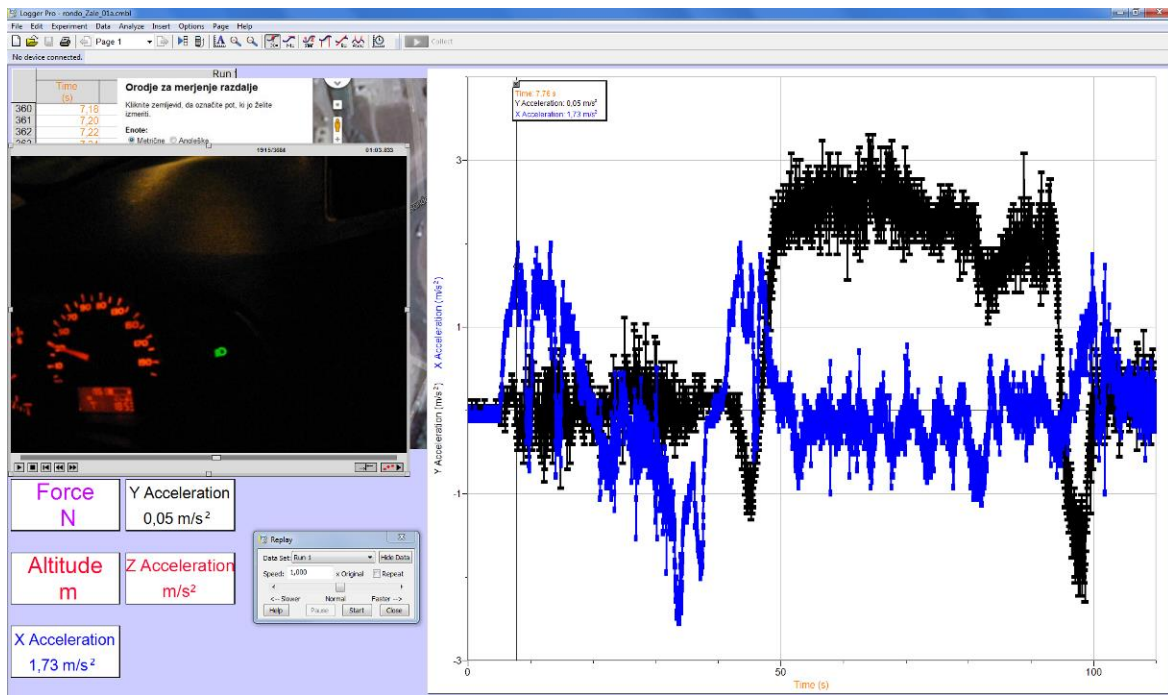 Logger Pro - rondo_Zale_01a.cmbl
File Edit Experiment Data Analyze Insert Options Page Help
Page 1
Collect
No device connected.
Run 1
Time
(s)
360 7,18
361 7,20
362 7,22
Orodje za merjenje razdalje
Kliknite zemljevid, da označite pot, ki jo želite
izmeriti.
Enote:
Metrične Angleške
1915/3868 01:03.833
Force
N
Y Acceleration
0,05 m/s²
Altitude
m
Z Acceleration
m/s²
X Acceleration
1,73 m/s²
Replay
Data Set: Run 1 Hide Data
Speed: 1,000 x Original Repeat
<-- Slower Normal Faster -->
Help Pause Start Close
Time: 7,76 s
Y Acceleration: 0,05 m/s²
X Acceleration: 1,73 m/s²
Y Acceleration (m/s²) X Acceleration (m/s²)
3
1
-1
-3
0 50 100
Time (s)